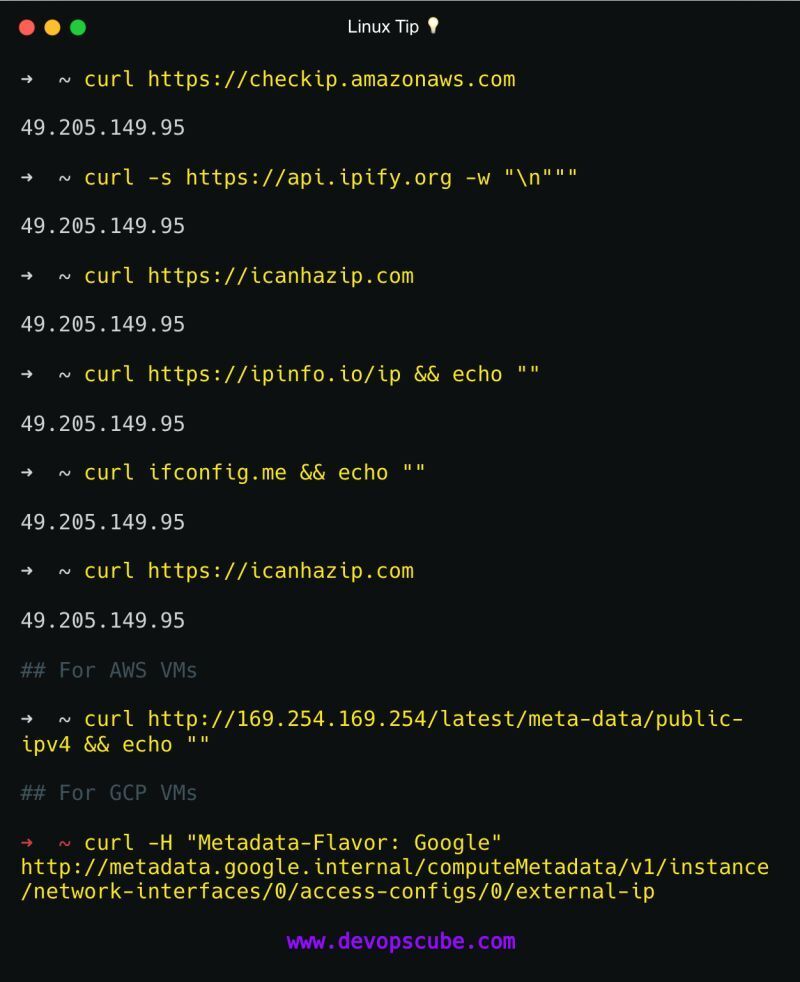 Linux Tip 💡
➜ ~ curl https://checkip.amazonaws.com
49.205.149.95
➜ ~ curl -s https://api.ipify.org -w "\n"""
49.205.149.95
➜ ~ curl https://icanhazip.com
49.205.149.95
➜ ~ curl https://ipinfo.io/ip && echo ""
49.205.149.95
➜ ~ curl ifconfig.me && echo ""
49.205.149.95
➜ ~ curl https://icanhazip.com
49.205.149.95
## For AWS VMs
➜ ~ curl http://169.254.169.254/latest/meta-data/public-
ipv4 && echo ""
## For GCP VMs
➜ ~ curl -H "Metadata-Flavor: Google"
http://metadata.google.internal/computeMetadata/v1/instance
/network-interfaces/0/access-configs/0/external-ip
www.devopscube.com